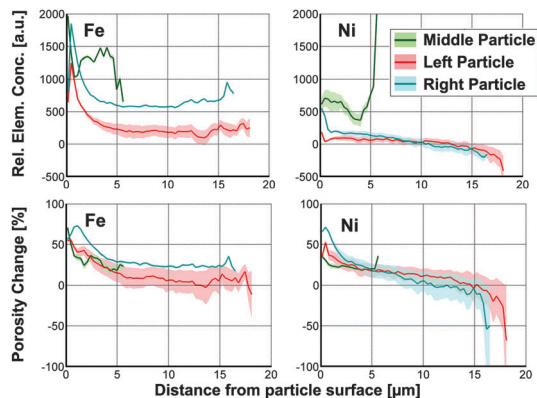 Fe
Ni
Rel. Elem. Conc. [a.u.]
2000
1500
1000
500
0
-500
0 5 10 15 20
2000
1500
1000
500
0
-500
0 5 10 15 20
Middle Particle
Left Particle
Right Particle
Fe
Ni
Porosity Change [%]
100
50
0
-50
-100
0 5 10 15 20
100
50
0
-50
-100
0 5 10 15 20
Distance from particle surface [µm]